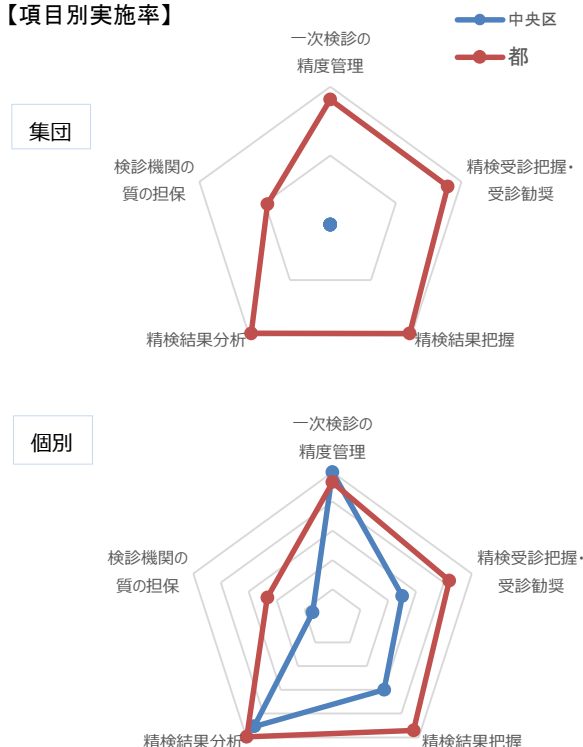 【項目別実施率】
中央区
都
集団
一次検診の
精度管理
精検受診把握・
受診勧奨
精検結果把握
精検結果分析
検診機関の
質の担保
個別
一次検診の
精度管理
精検受診把握・
受診勧奨
精検結果把握
精検結果分析
検診機関の
質の担保